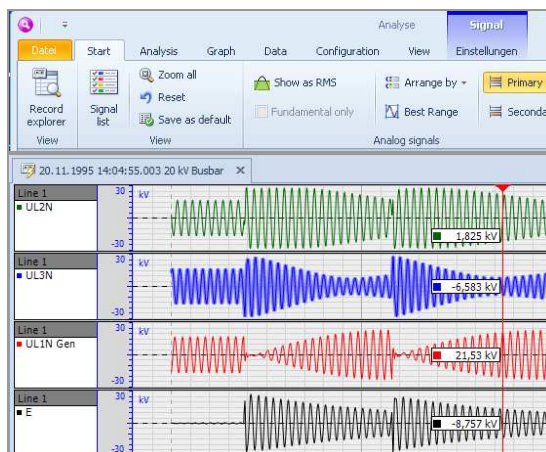 Analyse Signal
Datei Start Analysis Graph Data Configuration View Einstellungen
Record explorer
Signal list
Zoom all
Reset
Save as default
Show as RMS
Fundamental only
Arrange by
Best Range
Primary
Seconda
View
View
Analog signals
20.11.1995 14:04:55.003 20 kV Busbar
Line 1
UL2N
30 kV
-30
1,825 kV
Line 1
UL3N
30 kV
-30
-6,583 kV
Line 1
UL1N Gen
30 kV
-30
21,53 kV
Line 1
E
30 kV
-30
-8,757 kV